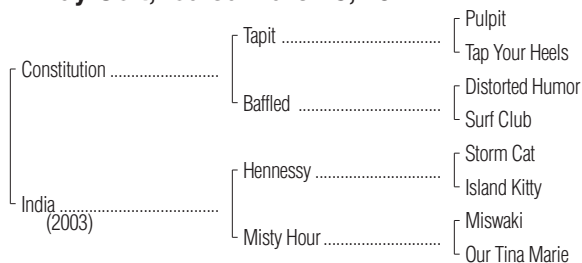 Pulpit
Tapit
Tap Your Heels
Constitution
Distorted Humor
Baffled
Surf Club
Storm Cat
Hennessy
Island Kitty
India
(2003)
Miswaki
Misty Hour
Our Tina Marie